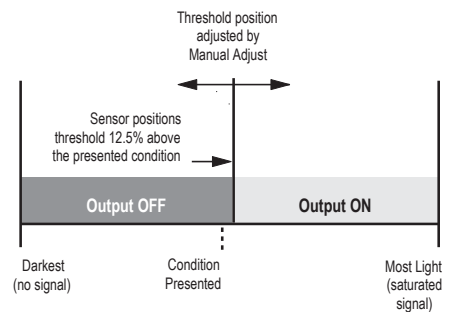 Threshold position
adjusted by
Manual Adjust
Sensor positions
threshold 12.5% above
the presented condition
Output OFF
Output ON
Darkest
(no signal)
Condition
Presented
Most Light
(saturated
signal)